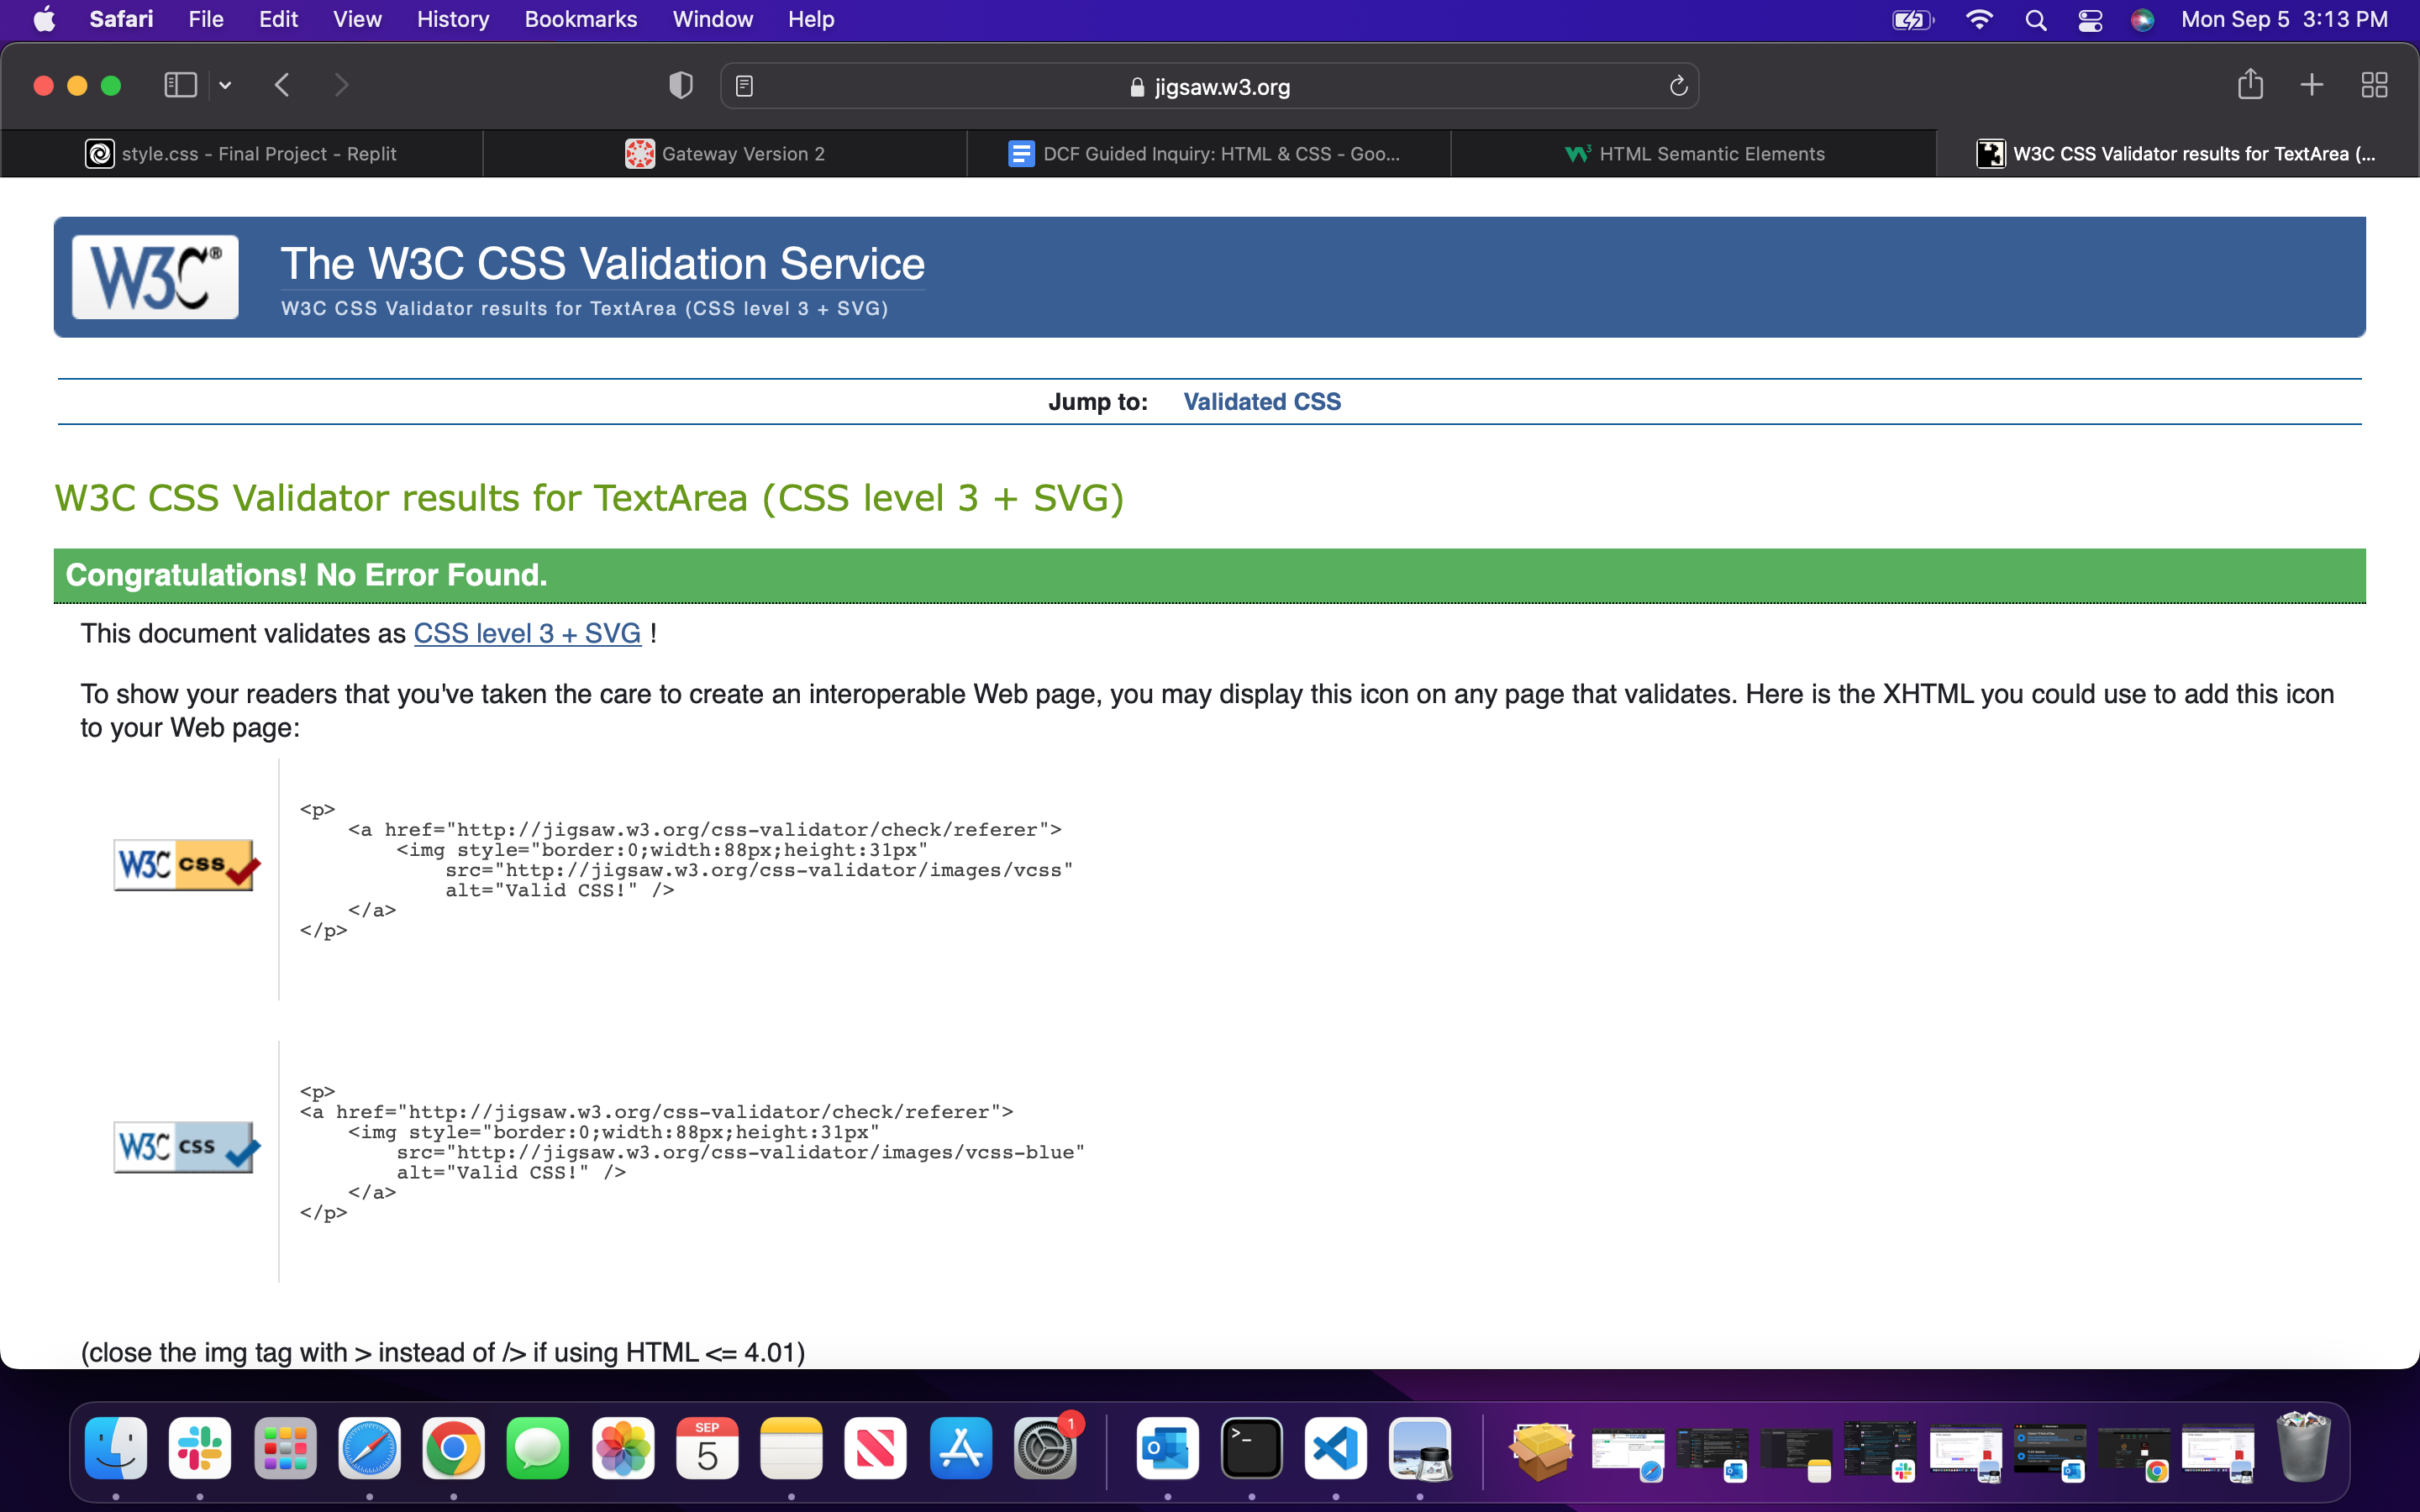 Safari File Edit View History Bookmarks Window Help Mon Sep 5 3:13 PM
jigsaw.w3.org
style.css - Final Project - Replit
Gateway Version 2
DCF Guided Inquiry: HTML & CSS - Goo...
HTML Semantic Elements
W3C CSS Validator results for TextArea (...
W3C®
The W3C CSS Validation Service
W3C CSS Validator results for TextArea (CSS level 3 + SVG)
Jump to: Validated CSS
W3C CSS Validator results for TextArea (CSS level 3 + SVG)
Congratulations! No Error Found.
This document validates as CSS level 3 + SVG !
To show your readers that you've taken the care to create an interoperable Web page, you may display this icon on any page that validates. Here is the XHTML you could use to add this icon
to your Web page:
W3C css
<p>
<a href="http://jigsaw.w3.org/css-validator/check/referer">
<img style="border:0;width:88px;height:31px"
src="http://jigsaw.w3.org/css-validator/images/vcss"
alt="Valid CSS!" />
</a>
</p>
W3C css
<p>
<a href="http://jigsaw.w3.org/css-validator/check/referer">
<img style="border:0;width:88px;height:31px"
src="http://jigsaw.w3.org/css-validator/images/vcss-blue"
alt="Valid CSS!" />
</a>
</p>
(close the img tag with > instead of /> if using HTML <= 4.01)
SEP
5
1
>_